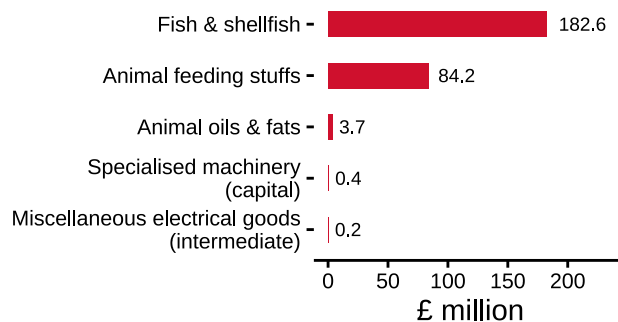 Fish & shellfish
182.6
Animal feeding stuffs
84.2
Animal oils & fats
3.7
Specialised machinery
(capital)
0.4
Miscellaneous electrical goods
(intermediate)
0.2
0 50 100 150 200
£ million